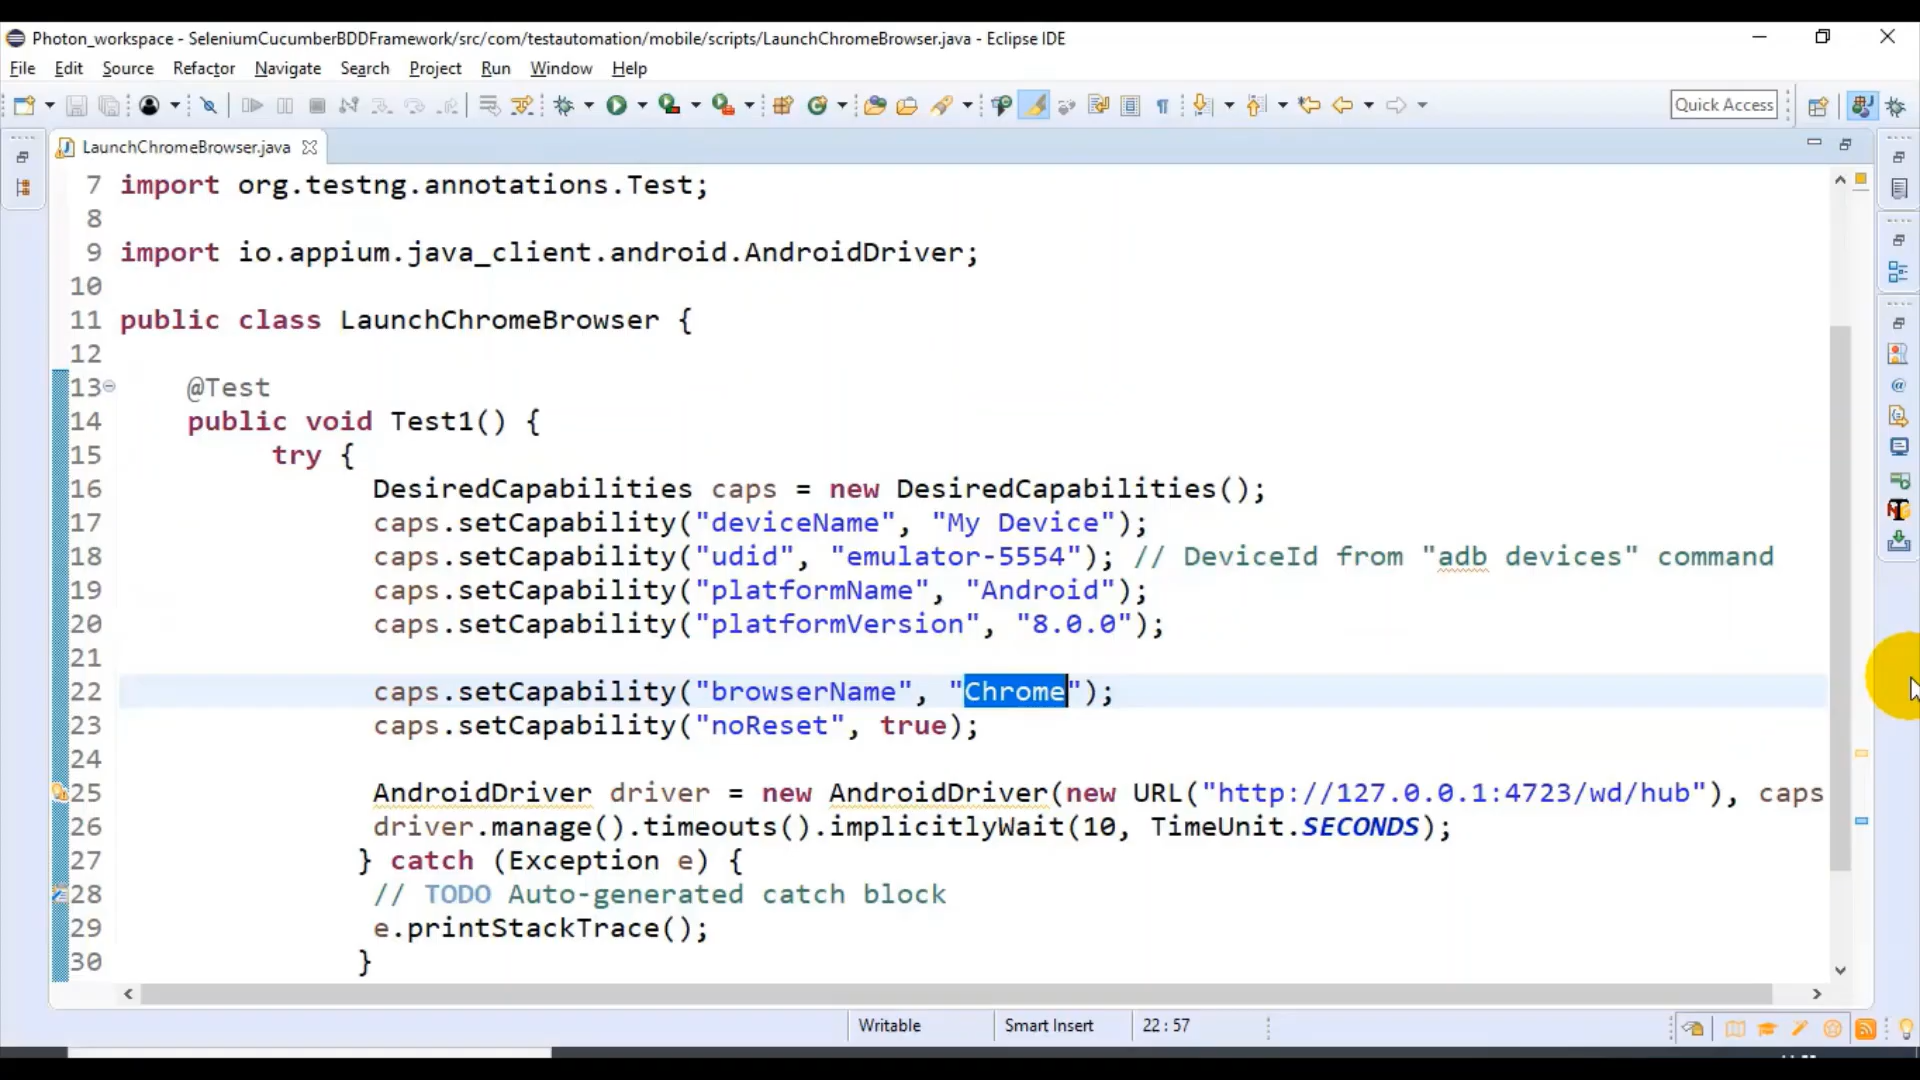 Photon_workspace - SeleniumCucumberBDDFramework/src/com/testautomation/mobile/scripts/LaunchChromeBrowser.java - Eclipse IDE
File Edit Source Refactor Navigate Search Project Run Window Help
Quick Access
LaunchChromeBrowser.java
7 import org.testng.annotations.Test;
8
9 import io.appium.java_client.android.AndroidDriver;
10
11 public class LaunchChromeBrowser {
12
13 @Test
14 public void Test1() {
15 try {
16 DesiredCapabilities caps = new DesiredCapabilities();
17 caps.setCapability("deviceName", "My Device");
18 caps.setCapability("udid", "emulator-5554"); // DeviceId from "adb devices" command
19 caps.setCapability("platformName", "Android");
20 caps.setCapability("platformVersion", "8.0.0");
21
22 caps.setCapability("browserName", "Chrome");
23 caps.setCapability("noReset", true);
24
25 AndroidDriver driver = new AndroidDriver(new URL("http://127.0.0.1:4723/wd/hub"), caps
26 driver.manage().timeouts().implicitlyWait(10, TimeUnit.SECONDS);
27 } catch (Exception e) {
28 // TODO Auto-generated catch block
29 e.printStackTrace();
30 }
Writable Smart Insert 22 : 57